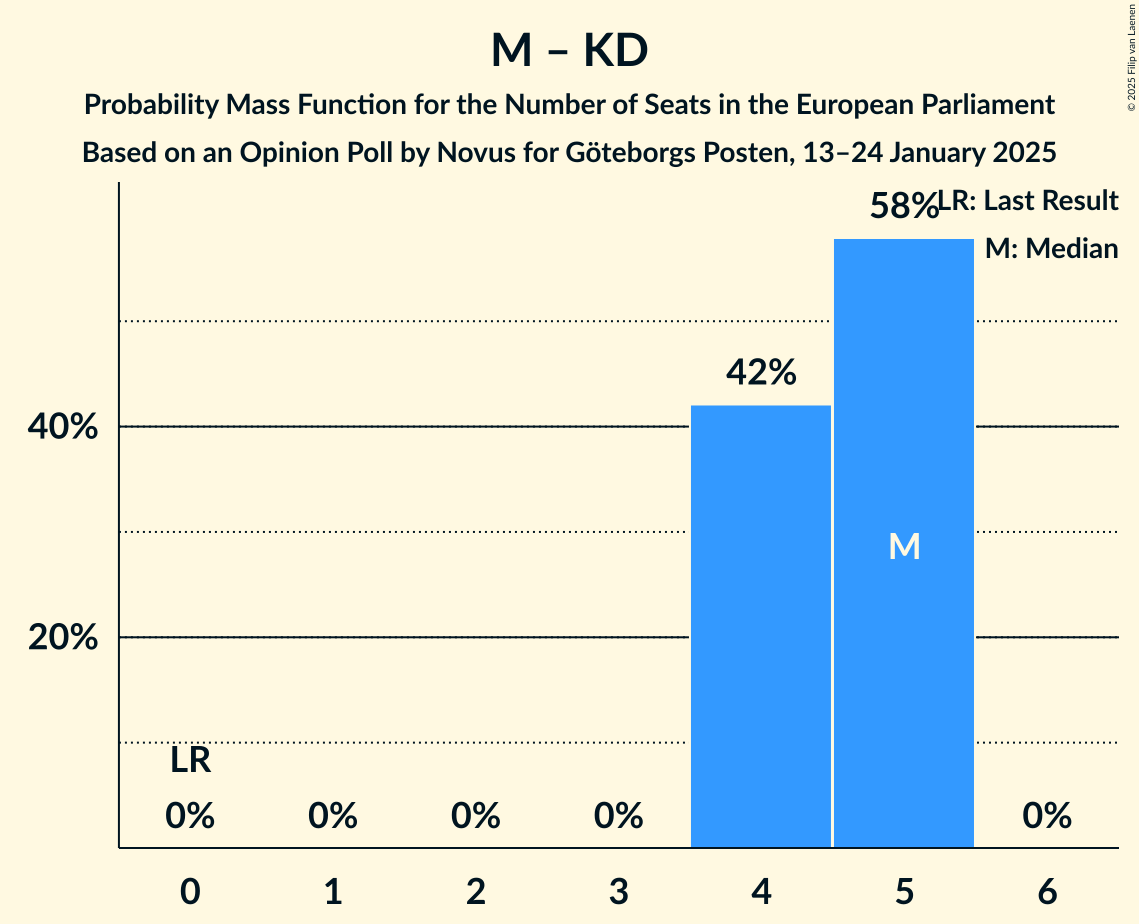 M – KD
Probability Mass Function for the Number of Seats in the European Parliament
Based on an Opinion Poll by Novus for Göteborgs Posten, 13–24 January 2025
© 2025 Filip van Laenen
LR: Last Result
M: Median
58%
42%
40%
20%
M
LR
0%
0%
0%
0%
0%
0
1
2
3
4
5
6